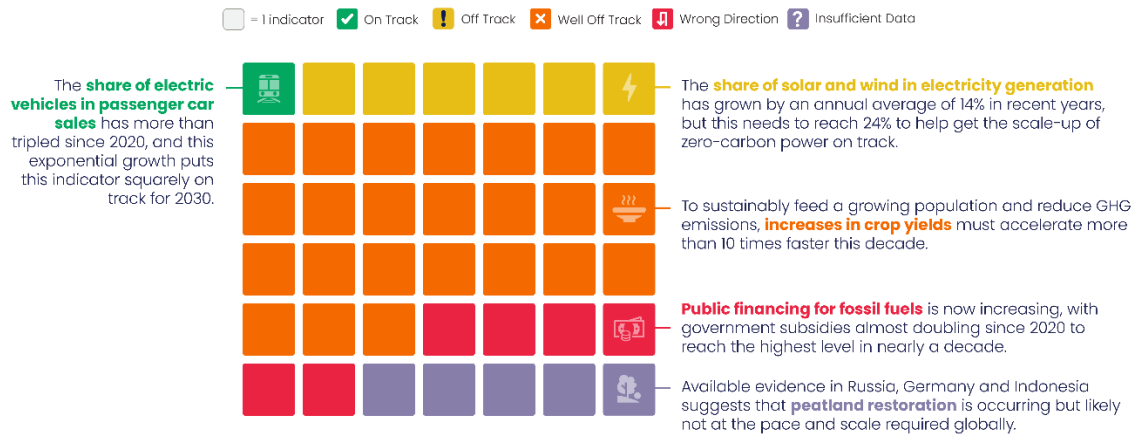 = 1 indicator On Track Off Track Well Off Track Wrong Direction Insufficient Data
The share of electric
vehicles in passenger car
sales has more than
tripled since 2020, and this
exponential growth puts
this indicator squarely on
track for 2030.
The share of solar and wind in electricity generation
has grown by an annual average of 14% in recent years,
but this needs to reach 24% to help get the scale-up of
zero-carbon power on track.
To sustainably feed a growing population and reduce GHG
emissions, increases in crop yields must accelerate more
than 10 times faster this decade.
Public financing for fossil fuels is now increasing, with
government subsidies almost doubling since 2020 to
reach the highest level in nearly a decade.
Available evidence in Russia, Germany and Indonesia
suggests that peatland restoration is occurring but likely
not at the pace and scale required globally.